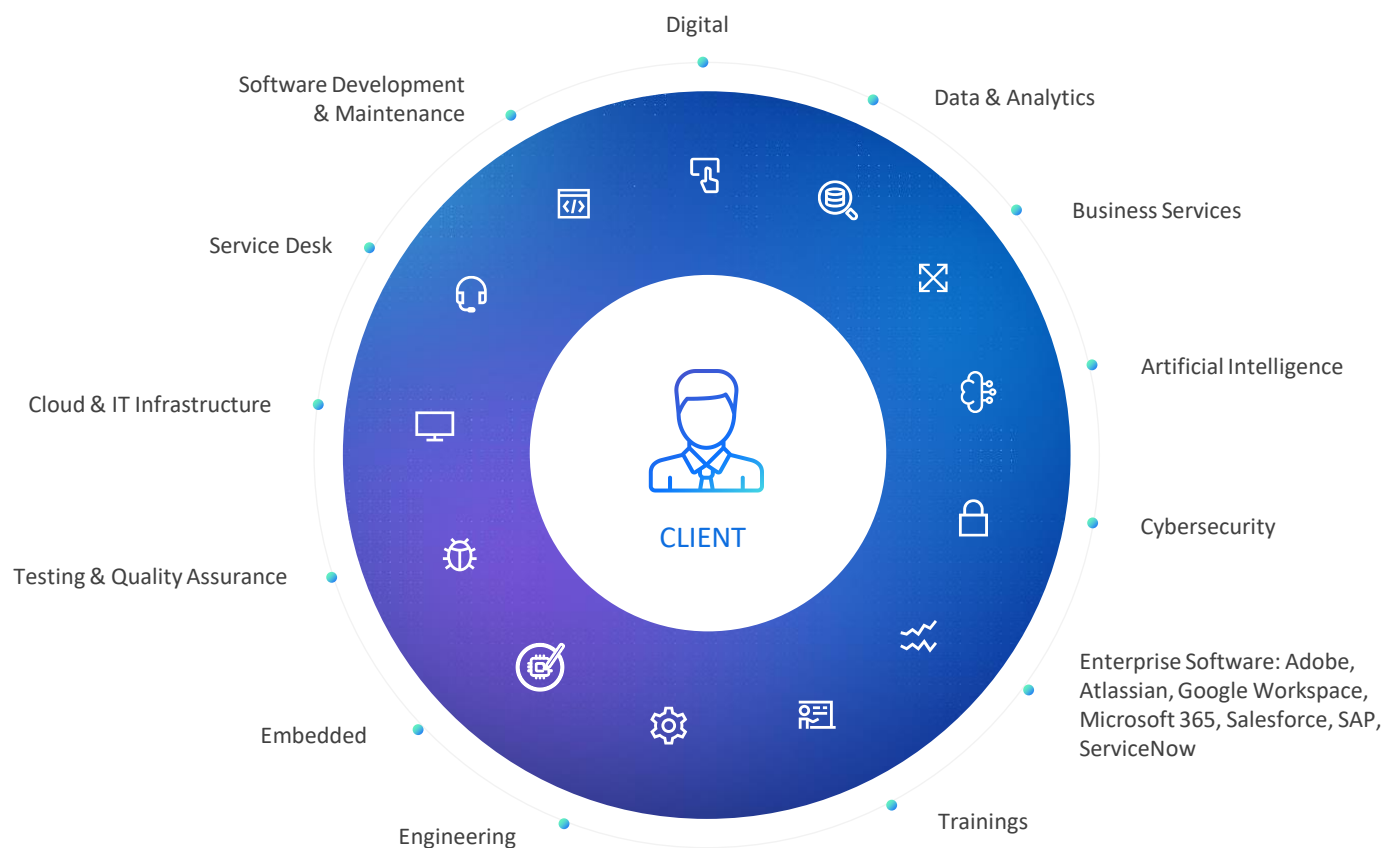 Digital
Software Development
& Maintenance
Data & Analytics
Business Services
Service Desk
Artificial Intelligence
Cloud & IT Infrastructure
CLIENT
Cybersecurity
Testing & Quality Assurance
Enterprise Software: Adobe,
Atlassian, Google Workspace,
Microsoft 365, Salesforce, SAP,
ServiceNow
Embedded
Trainings
Engineering